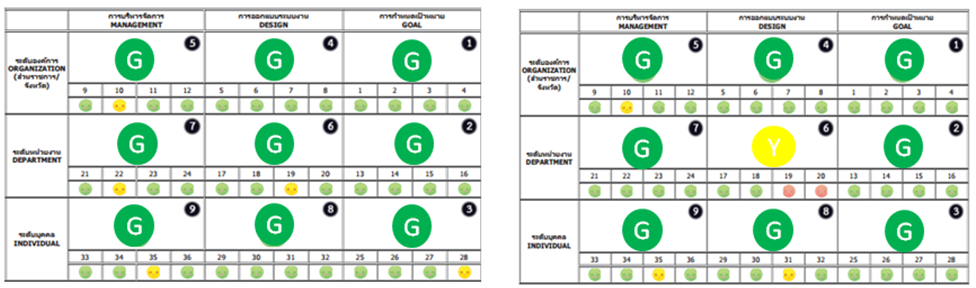 การบริหารจัดการ การออกแบบระบบงาน การกำหนดเป้าหมาย
MANAGEMENT DESIGN GOAL
ระดับองค์การ
ORGANIZATION
(ส่วนราชการ/
จังหวัด)
G 5 G 4 G 1
9 10 11 12 5 6 7 8 1 2 3 4
ระดับหน่วยงาน
DEPARTMENT
G 7 G 6 G 2
21 22 23 24 17 18 19 20 13 14 15 16
ระดับบุคคล
INDIVIDUAL
G 9 G 8 G 3
33 34 35 36 29 30 31 32 25 26 27 28
การบริหารจัดการ การออกแบบระบบงาน การกำหนดเป้าหมาย
MANAGEMENT DESIGN GOAL
ระดับองค์การ
ORGANIZATION
(ส่วนราชการ/
จังหวัด)
G 5 G 4 G 1
9 10 11 12 5 6 7 8 1 2 3 4
ระดับหน่วยงาน
DEPARTMENT
G 7 Y 6 G 2
21 22 23 24 17 18 19 20 13 14 15 16
ระดับบุคคล
INDIVIDUAL
G 9 G 8 G 3
33 34 35 36 29 30 31 32 25 26 27 28